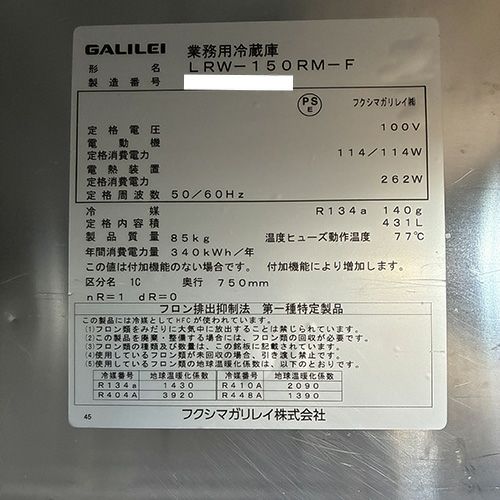 GALILEI 業務用冷蔵庫
形名 LRW-150RM-F
製造番号
PSE フクシマガリレイ㈱
定格電圧 100V
電動機
定格消費電力 114/114W
電熱装置
定格消費電力 262W
定格周波数 50/60Hz
冷媒 R134a 140g
定格内容積 431L
製品質量 85kg 温度ヒューズ動作温度 77℃
年間消費電力量 340kWh/年
この値は付加機能のない場合です。 付加機能により増加します。
区分名 1C 奥行 750mm
nR=1 dR=0
フロン排出抑制法 第一種特定製品
この製品には冷媒としてHFCが使われています。
(1)フロン類をみだりに大気中に放出することは禁じられています。
(2)この製品を廃棄・整備する場合には、フロン類の回収が必要です。
(3)フロン類の種類及び数量は、この銘板に記載されています。
(4)冷媒フロン類が未回収の場合、引き渡し禁止です。
(5)使用するフロン類の地球温暖化係数は、以下のとおりです。
冷媒番号 地球温暖化係数 冷媒番号 地球温暖化係数
R134a 1430 R410A 2090
R404A 3920 R448A 1390
45 フクシマガリレイ株式会社